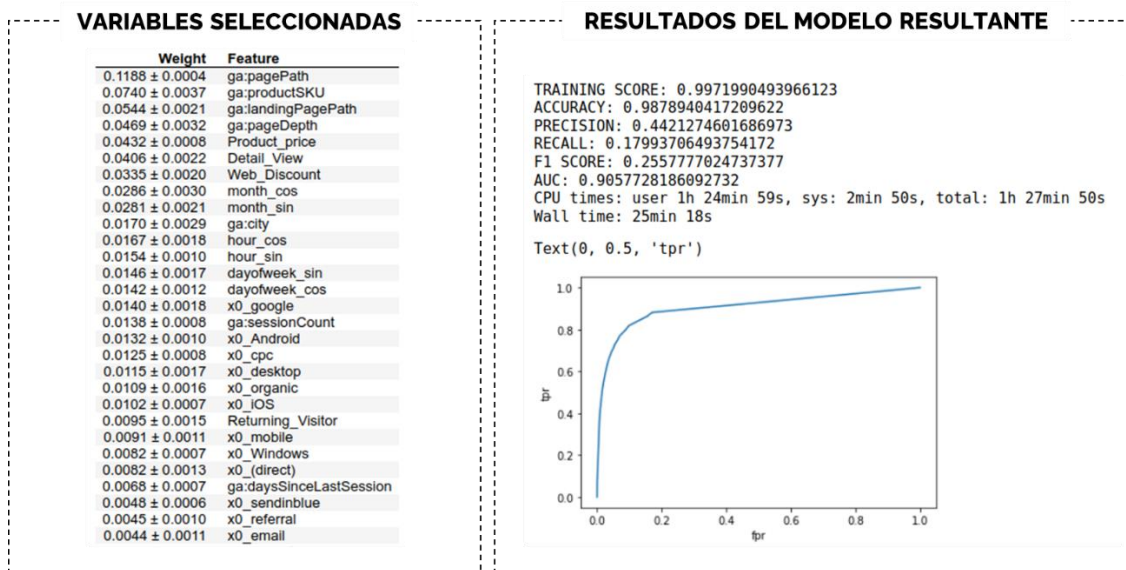 VARIABLES SELECCIONADAS
Weight Feature
0.1188 ± 0.0004 ga:pagePath
0.0740 ± 0.0037 ga:productSKU
0.0544 ± 0.0021 ga:landingPagePath
0.0469 ± 0.0032 ga:pageDepth
0.0432 ± 0.0008 Product_price
0.0406 ± 0.0022 Detail_View
0.0335 ± 0.0020 Web_Discount
0.0286 ± 0.0030 month_cos
0.0281 ± 0.0021 month_sin
0.0170 ± 0.0029 ga:city
0.0167 ± 0.0018 hour_cos
0.0154 ± 0.0010 hour_sin
0.0146 ± 0.0017 dayofweek_sin
0.0142 ± 0.0012 dayofweek_cos
0.0140 ± 0.0018 x0_google
0.0138 ± 0.0008 ga:sessionCount
0.0132 ± 0.0010 x0_Android
0.0125 ± 0.0008 x0_cpc
0.0115 ± 0.0017 x0_desktop
0.0109 ± 0.0016 x0_organic
0.0102 ± 0.0007 x0_iOS
0.0095 ± 0.0015 Returning_Visitor
0.0091 ± 0.0011 x0_mobile
0.0082 ± 0.0007 x0_Windows
0.0082 ± 0.0013 x0_(direct)
0.0068 ± 0.0007 ga:daysSinceLastSession
0.0048 ± 0.0006 x0_sendinblue
0.0045 ± 0.0010 x0_referral
0.0044 ± 0.0011 x0_email
RESULTADOS DEL MODELO RESULTANTE
TRAINING SCORE: 0.9971990493966123
ACCURACY: 0.9878940417209622
PRECISION: 0.4421274601686973
RECALL: 0.17993706493754172
F1 SCORE: 0.2557777024737377
AUC: 0.9057728186092732
CPU times: user 1h 24min 59s, sys: 2min 50s, total: 1h 27min 50s
Wall time: 25min 18s
Text(0, 0.5, 'tpr')
1.0
0.8
0.6
tpr
0.4
0.2
0.0
0.0 0.2 0.4 0.6 0.8 1.0
fpr